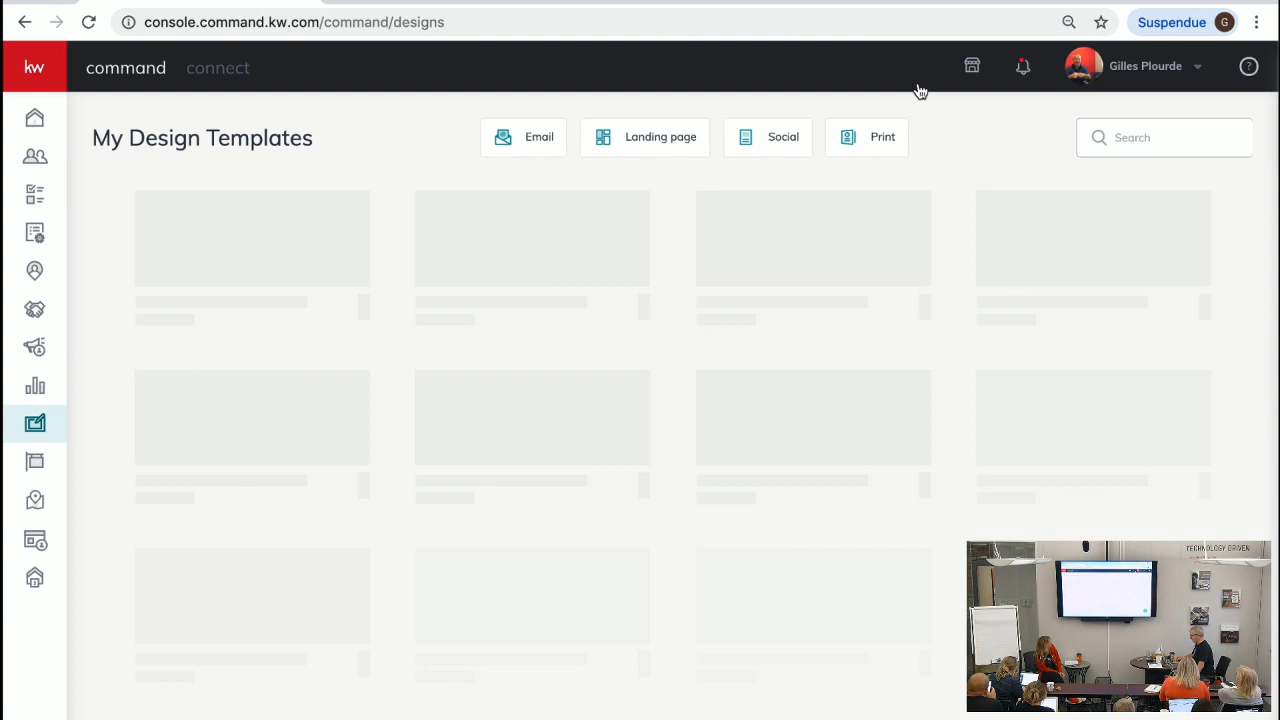 console.command.kw.com/command/designs
Suspendue
G
kw
command
connect
Gilles Plourde
?
My Design Templates
Email
Landing page
Social
Print
Search
TECHNOLOGY DRIVEN